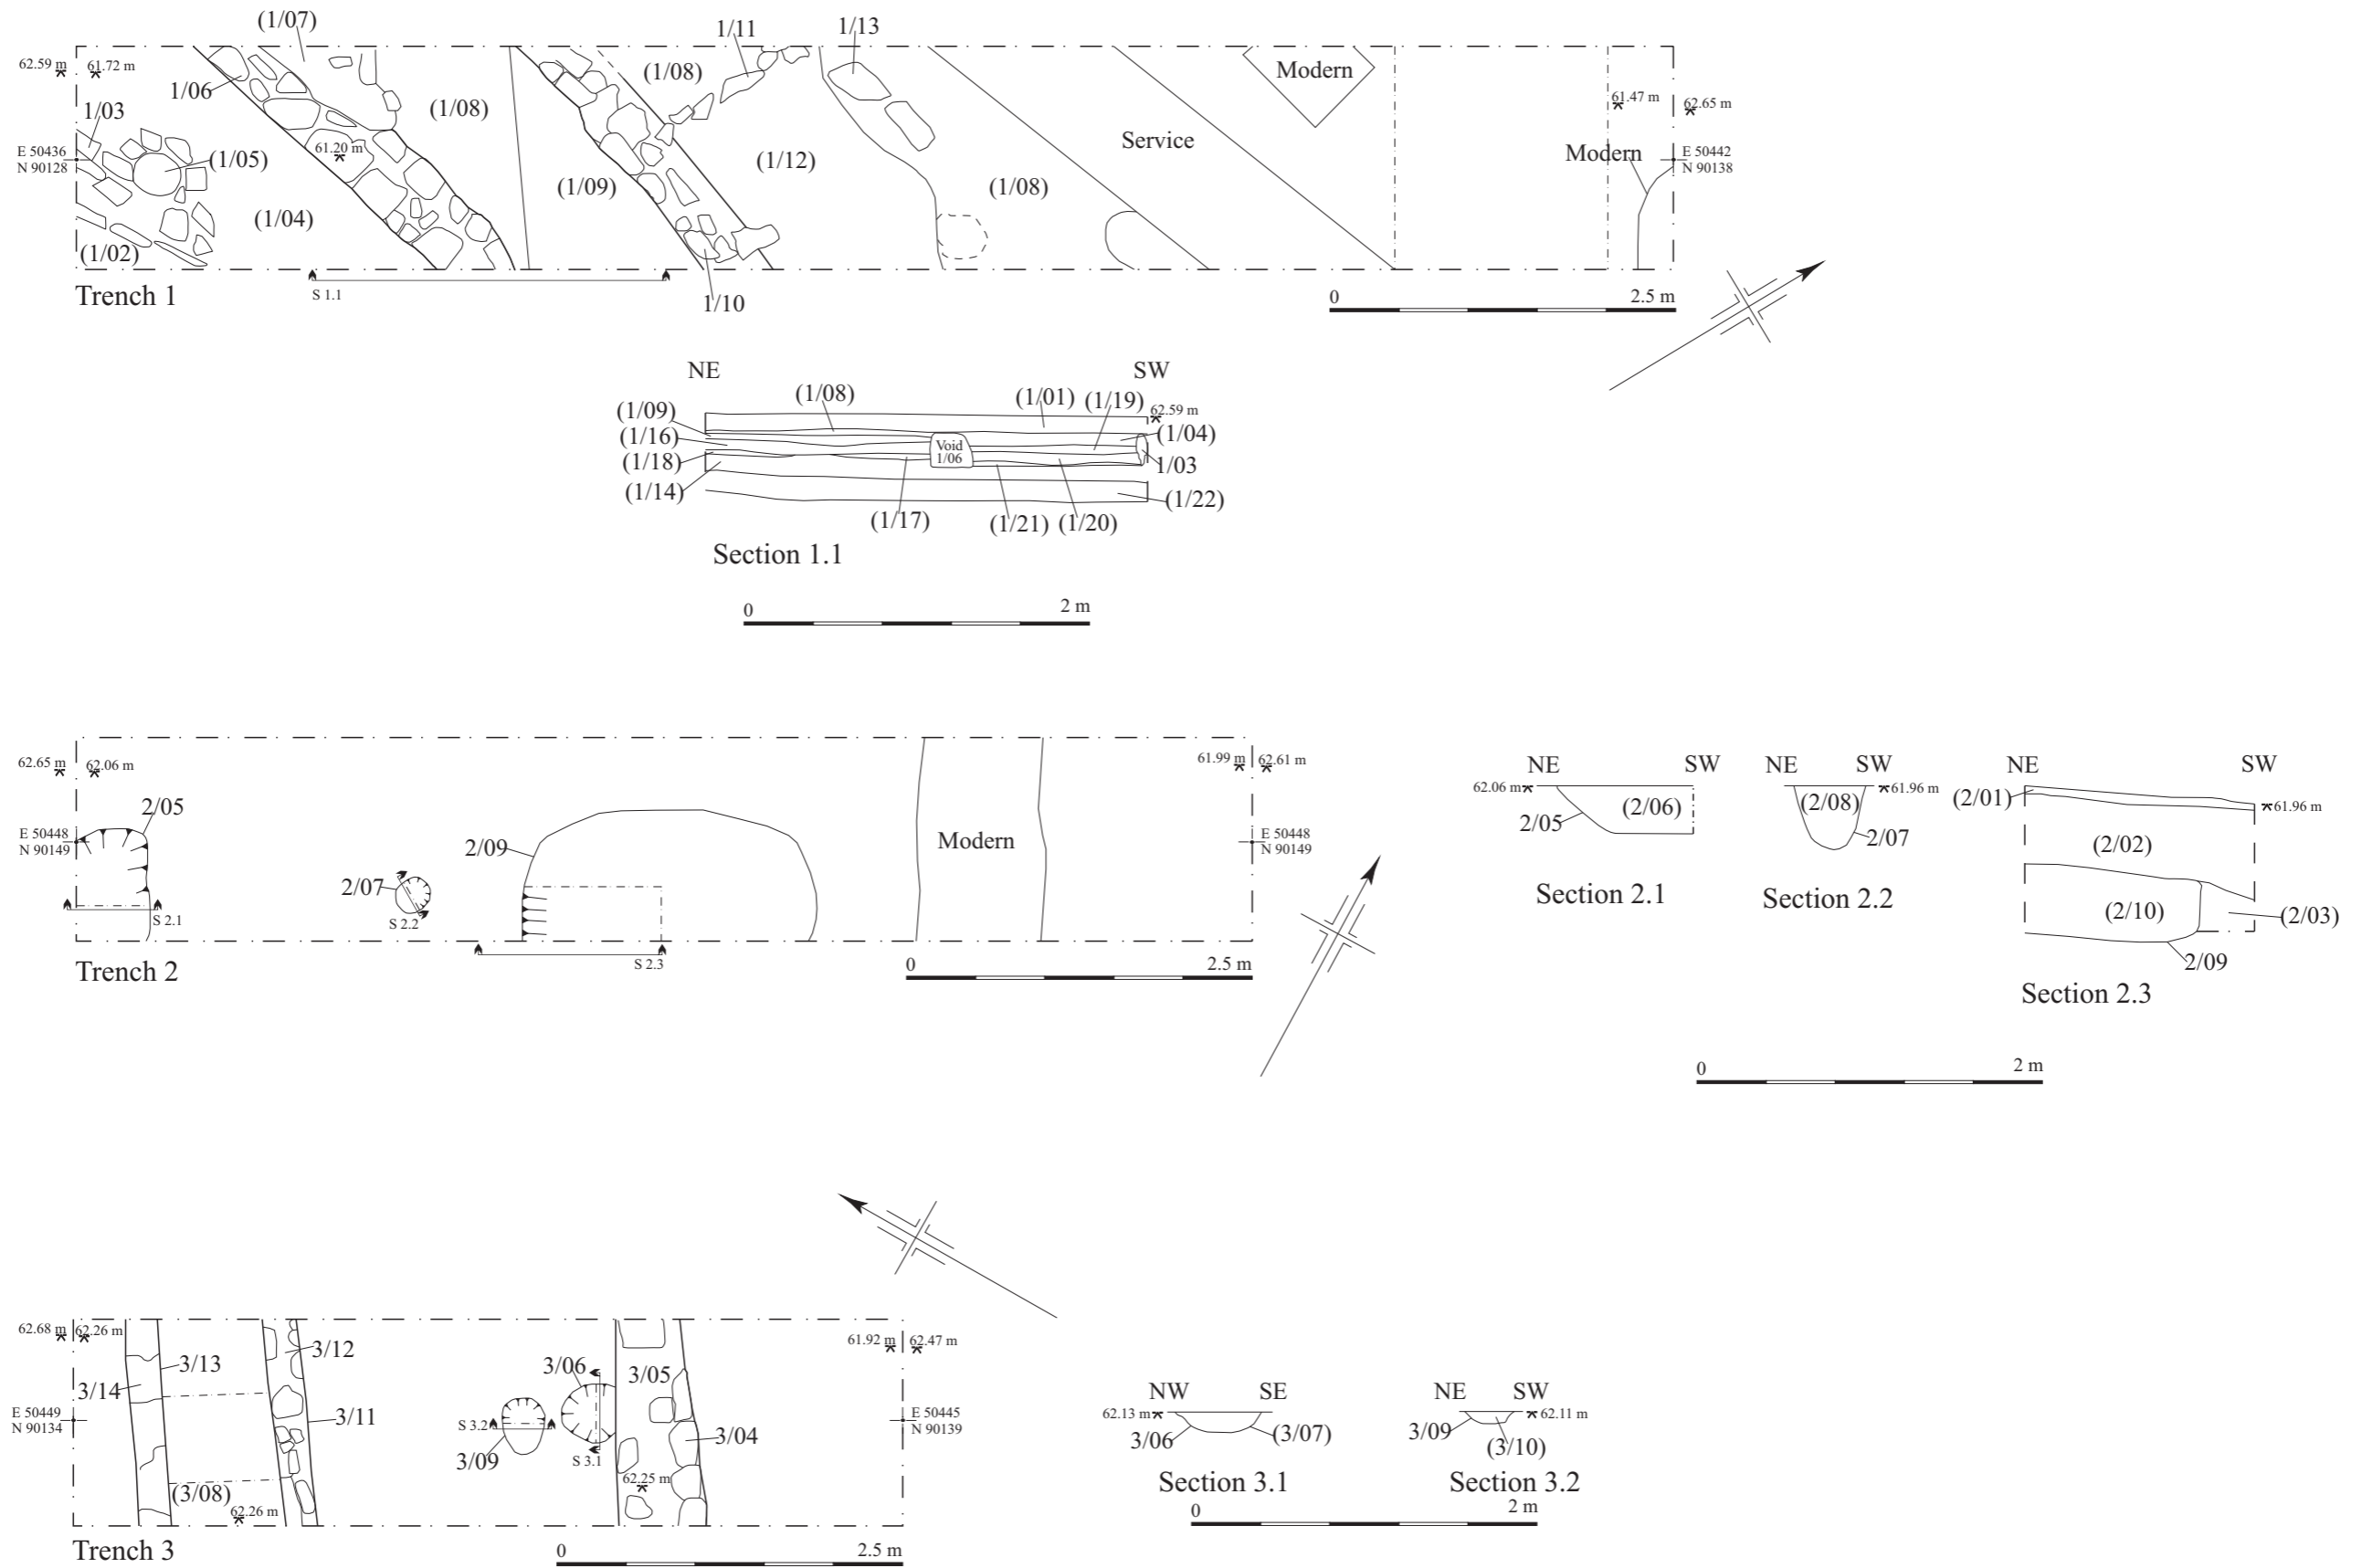 (1/07)
1/11
1/13
62.59 m
61.72 m
1/06
(1/08)
Modern
1/03
(1/08)
61.47 m
62.65 m
E 50436
N 90128
(1/05)
61.20 m
(1/12)
Service
Modern
E 50442
N 90138
(1/09)
(1/08)
(1/04)
(1/02)
Trench 1
S 1.1
1/10
0
2.5 m
NE
SW
(1/09)
(1/08)
(1/01)
(1/19)
62.59 m
(1/16)
Void
1/06
(1/04)
(1/18)
1/03
(1/14)
(1/22)
(1/17)
(1/21)
(1/20)
Section 1.1
0
2 m
62.65 m
62.06 m
61.99 m
62.61 m
2/05
E 50448
N 90149
2/09
Modern
E 50448
N 90149
2/07
S 2.1
S 2.2
S 2.3
Trench 2
0
2.5 m
NE
SW
62.06 m
(2/06)
2/05
Section 2.1
NE
SW
(2/08)
61.96 m
2/07
Section 2.2
NE
SW
(2/01)
61.96 m
(2/02)
(2/10)
(2/03)
2/09
Section 2.3
0
2 m
62.68 m
62.26 m
61.92 m
62.47 m
3/13
3/12
3/06
3/05
3/14
E 50449
N 90134
3/11
S 3.2
3/04
E 50445
N 90139
3/09
S 3.1
62.25 m
(3/08)
62.26 m
Trench 3
0
2.5 m
NW
SE
62.13 m
3/06
(3/07)
Section 3.1
NE
SW
62.11 m
3/09
(3/10)
Section 3.2
0
2 m